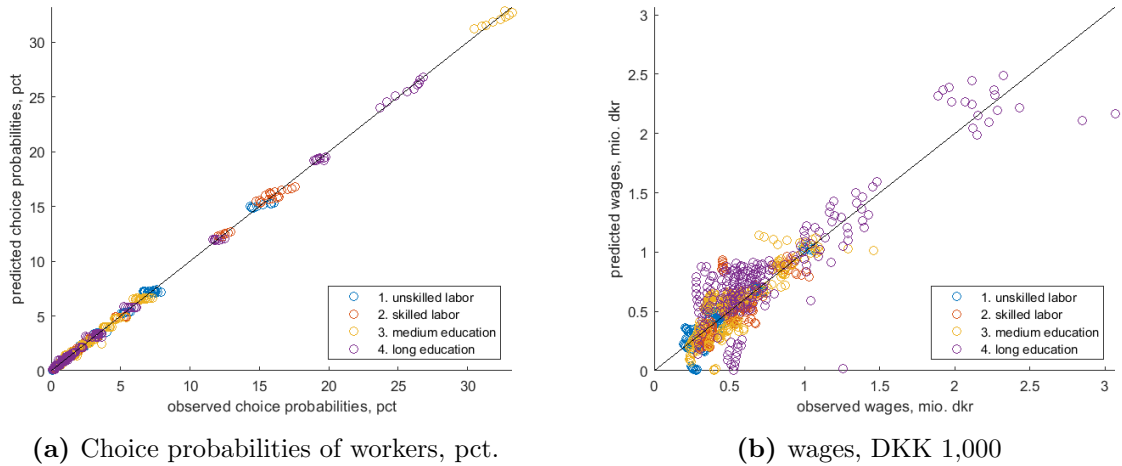 predicted choice probabilities, pct
30
25
20
15
10
5
0
0 5 10 15 20 25 30
observed choice probabilities, pct
1. unskilled labor
2. skilled labor
3. medium education
4. long education
(a) Choice probabilities of workers, pct.
predicted wages, mio. dkr
3
2.5
2
1.5
1
0.5
0
0 0.5 1 1.5 2 2.5 3
observed wages, mio. dkr
1. unskilled labor
2. skilled labor
3. medium education
4. long education
(b) wages, DKK 1,000